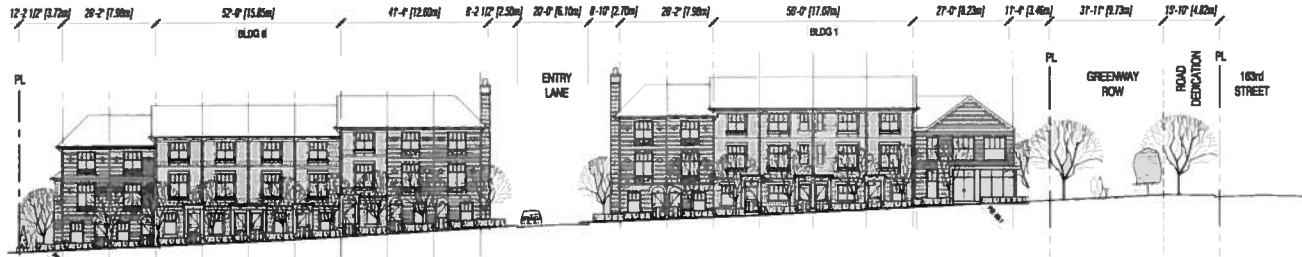 12'-2 1/2" [3.72m]
26'-2" [7.98m]
52'-0" [15.85m]
41'-4" [12.60m]
8'-2 1/2" [2.50m]
20'-0" [6.10m]
8'-10" [2.70m]
26'-2" [7.98m]
56'-0" [17.07m]
27'-0" [8.23m]
11'-4" [3.46m]
31'-11" [9.73m]
15'-10" [4.82m]
BLDG 6
BLDG 1
PL
ENTRY
LANE
PL
GREENWAY
ROW
ROAD
DEDICATION
PL
163rd
STREET